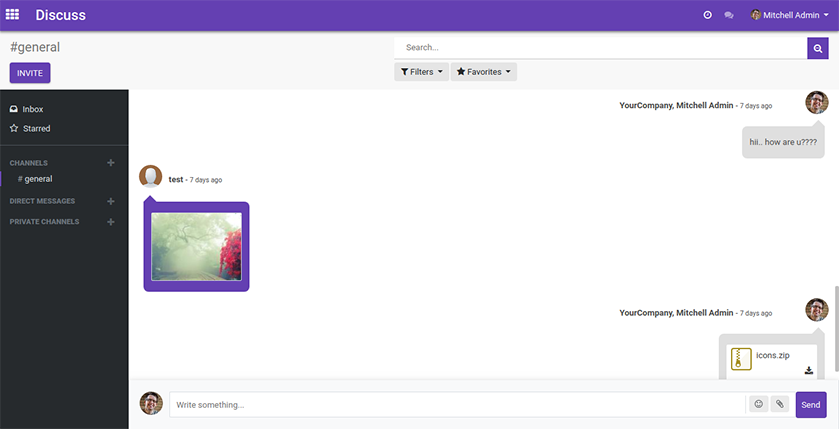 Discuss
Mitchell Admin
#general
Search...
INVITE
Filters
Favorites
Inbox
Starred
CHANNELS
# general
DIRECT MESSAGES
PRIVATE CHANNELS
YourCompany, Mitchell Admin - 7 days ago
hii.. how are u????
test - 7 days ago
YourCompany, Mitchell Admin - 7 days ago
icons.zip
Write something...
Send